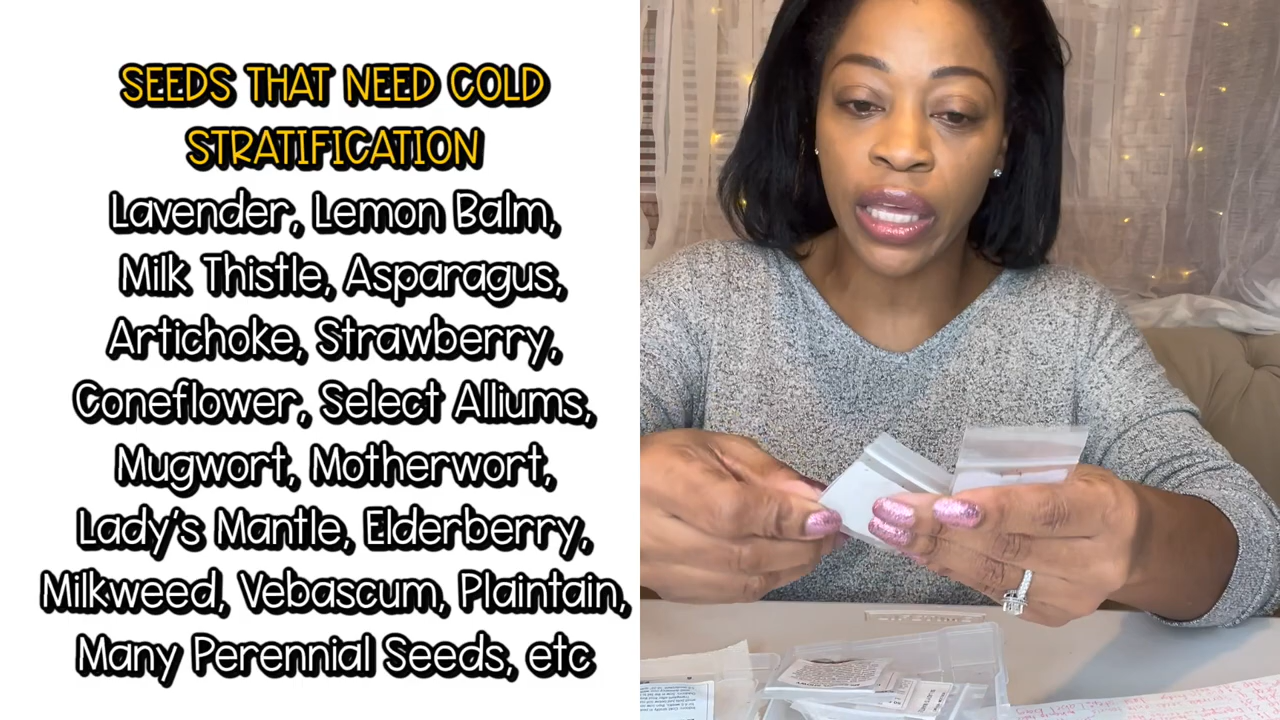 SEEDS THAT NEED COLD
STRATIFICATION
Lavender, Lemon Balm,
Milk Thistle, Asparagus,
Artichoke, Strawberry,
Coneflower, Select Alliums,
Mugwort, Motherwort,
Lady's Mantle, Elderberry,
Milkweed, Vebascum, Plaintain,
Many Perennial Seeds, etc